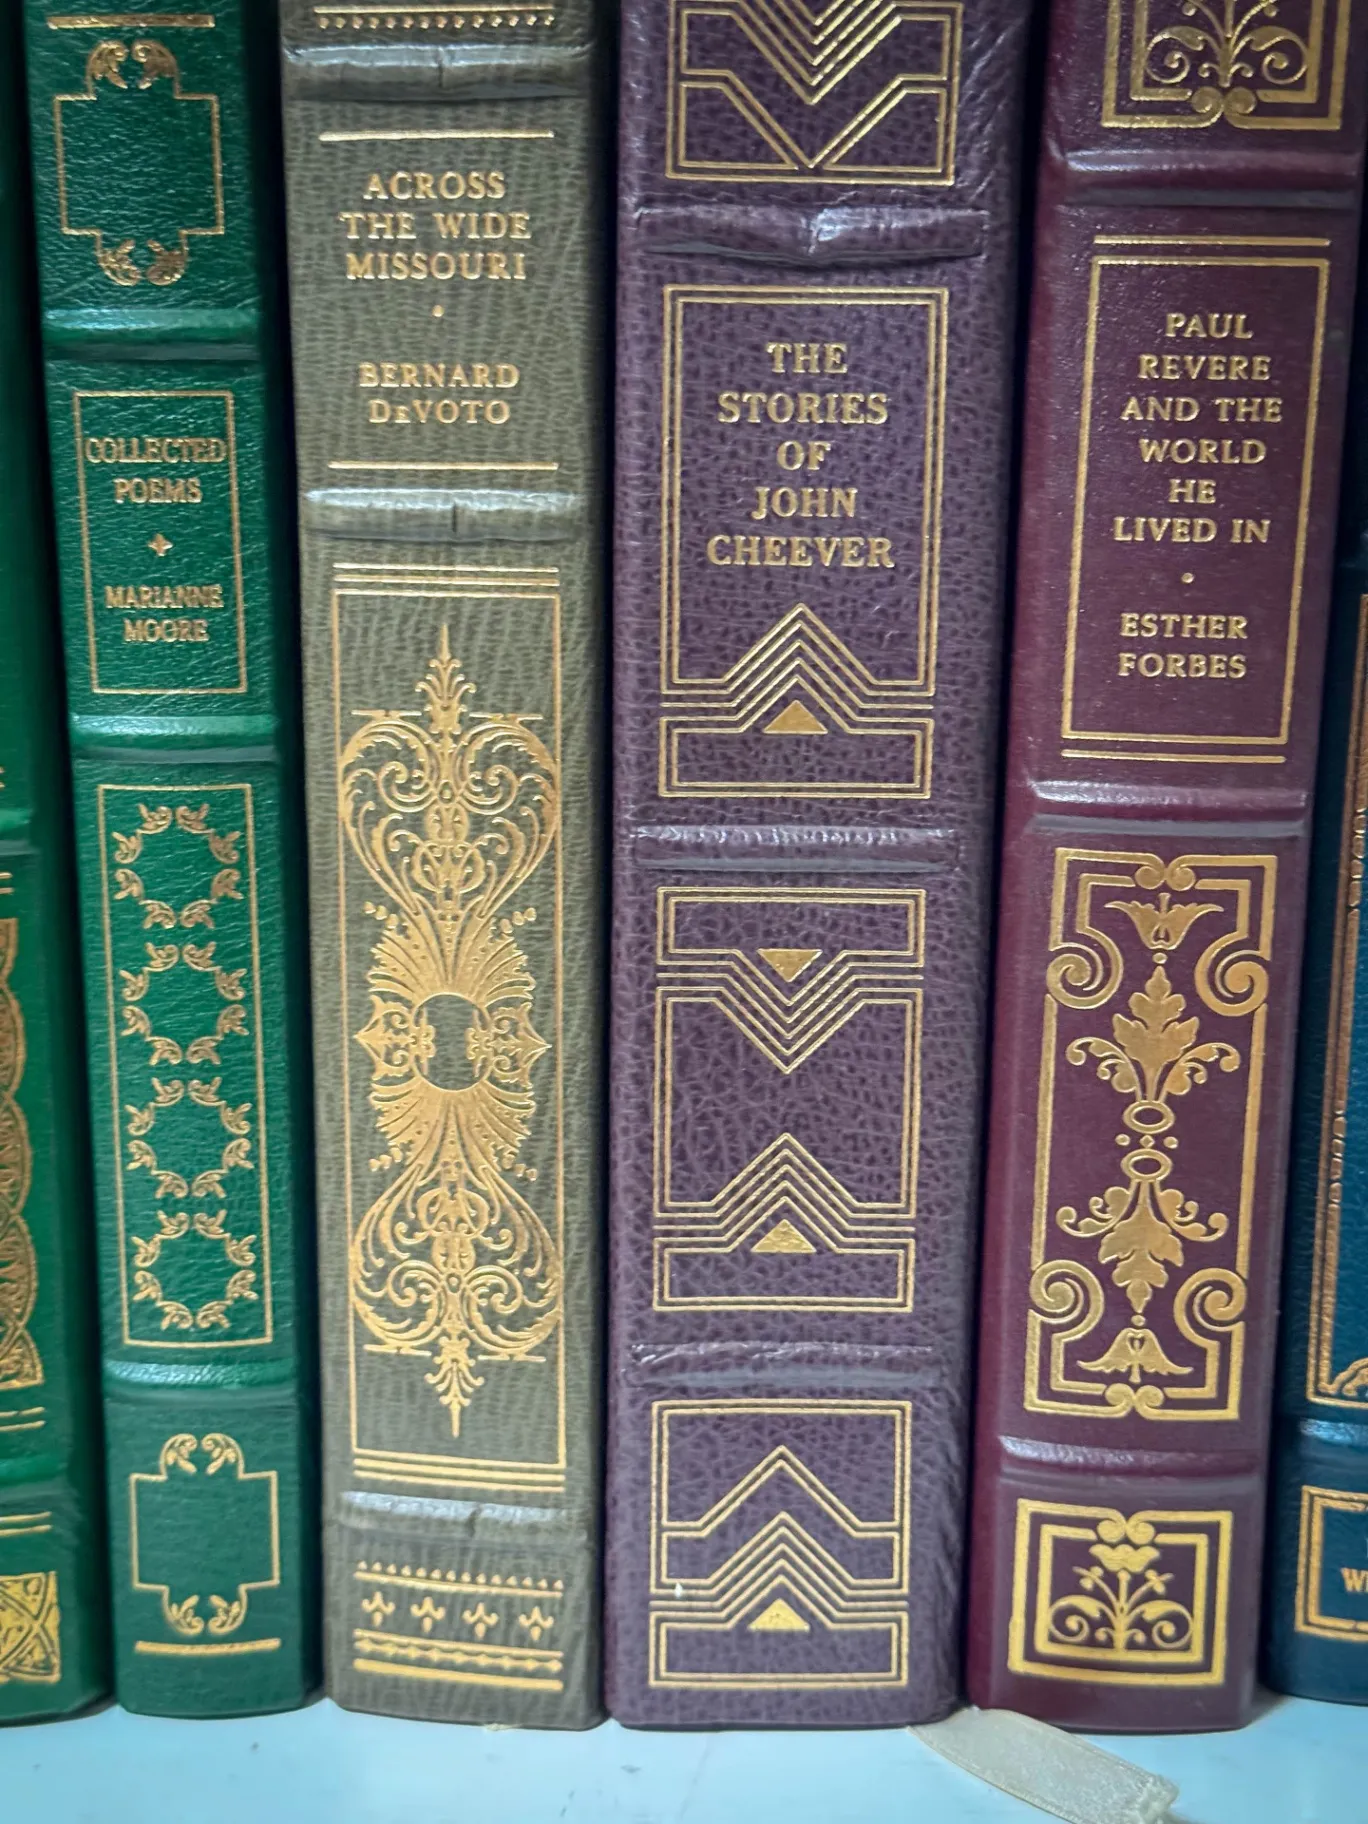 COLLECTED
POEMS
MARIANNE
MOORE
ACROSS
THE WIDE
MISSOURI
BERNARD
DeVOTO
THE
STORIES
OF
JOHN
CHEEVER
PAUL
REVERE
AND THE
WORLD
HE
LIVED IN
ESTHER
FORBES